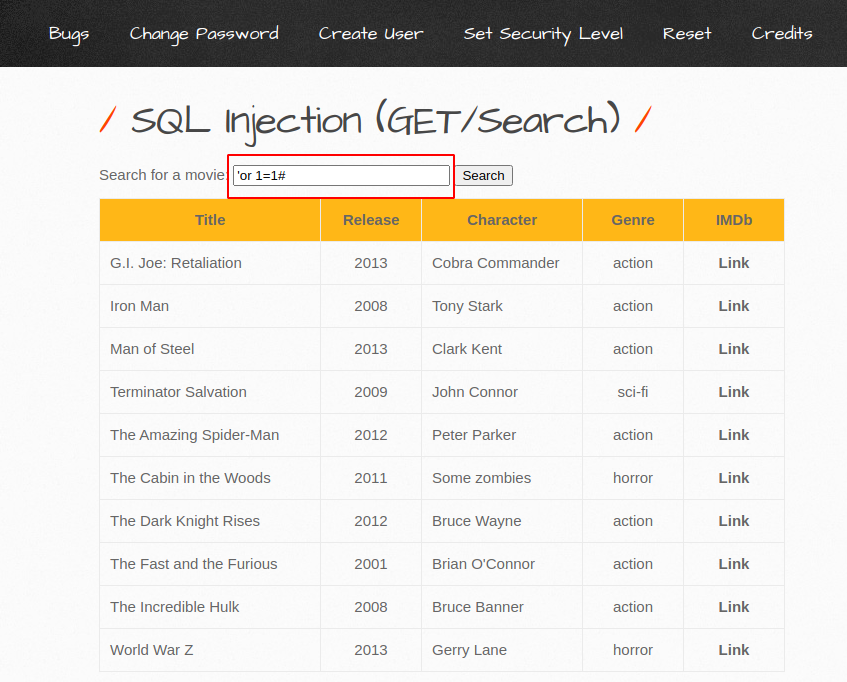 Bugs Change Password Create User Set Security Level Reset Credits
/ SQL Injection (GET/Search) /
Search for a movie: 'or 1=1# Search
Title Release Character Genre IMDb
G.I. Joe: Retaliation 2013 Cobra Commander action Link
Iron Man 2008 Tony Stark action Link
Man of Steel 2013 Clark Kent action Link
Terminator Salvation 2009 John Connor sci-fi Link
The Amazing Spider-Man 2012 Peter Parker action Link
The Cabin in the Woods 2011 Some zombies horror Link
The Dark Knight Rises 2012 Bruce Wayne action Link
The Fast and the Furious 2001 Brian O'Connor action Link
The Incredible Hulk 2008 Bruce Banner action Link
World War Z 2013 Gerry Lane horror Link